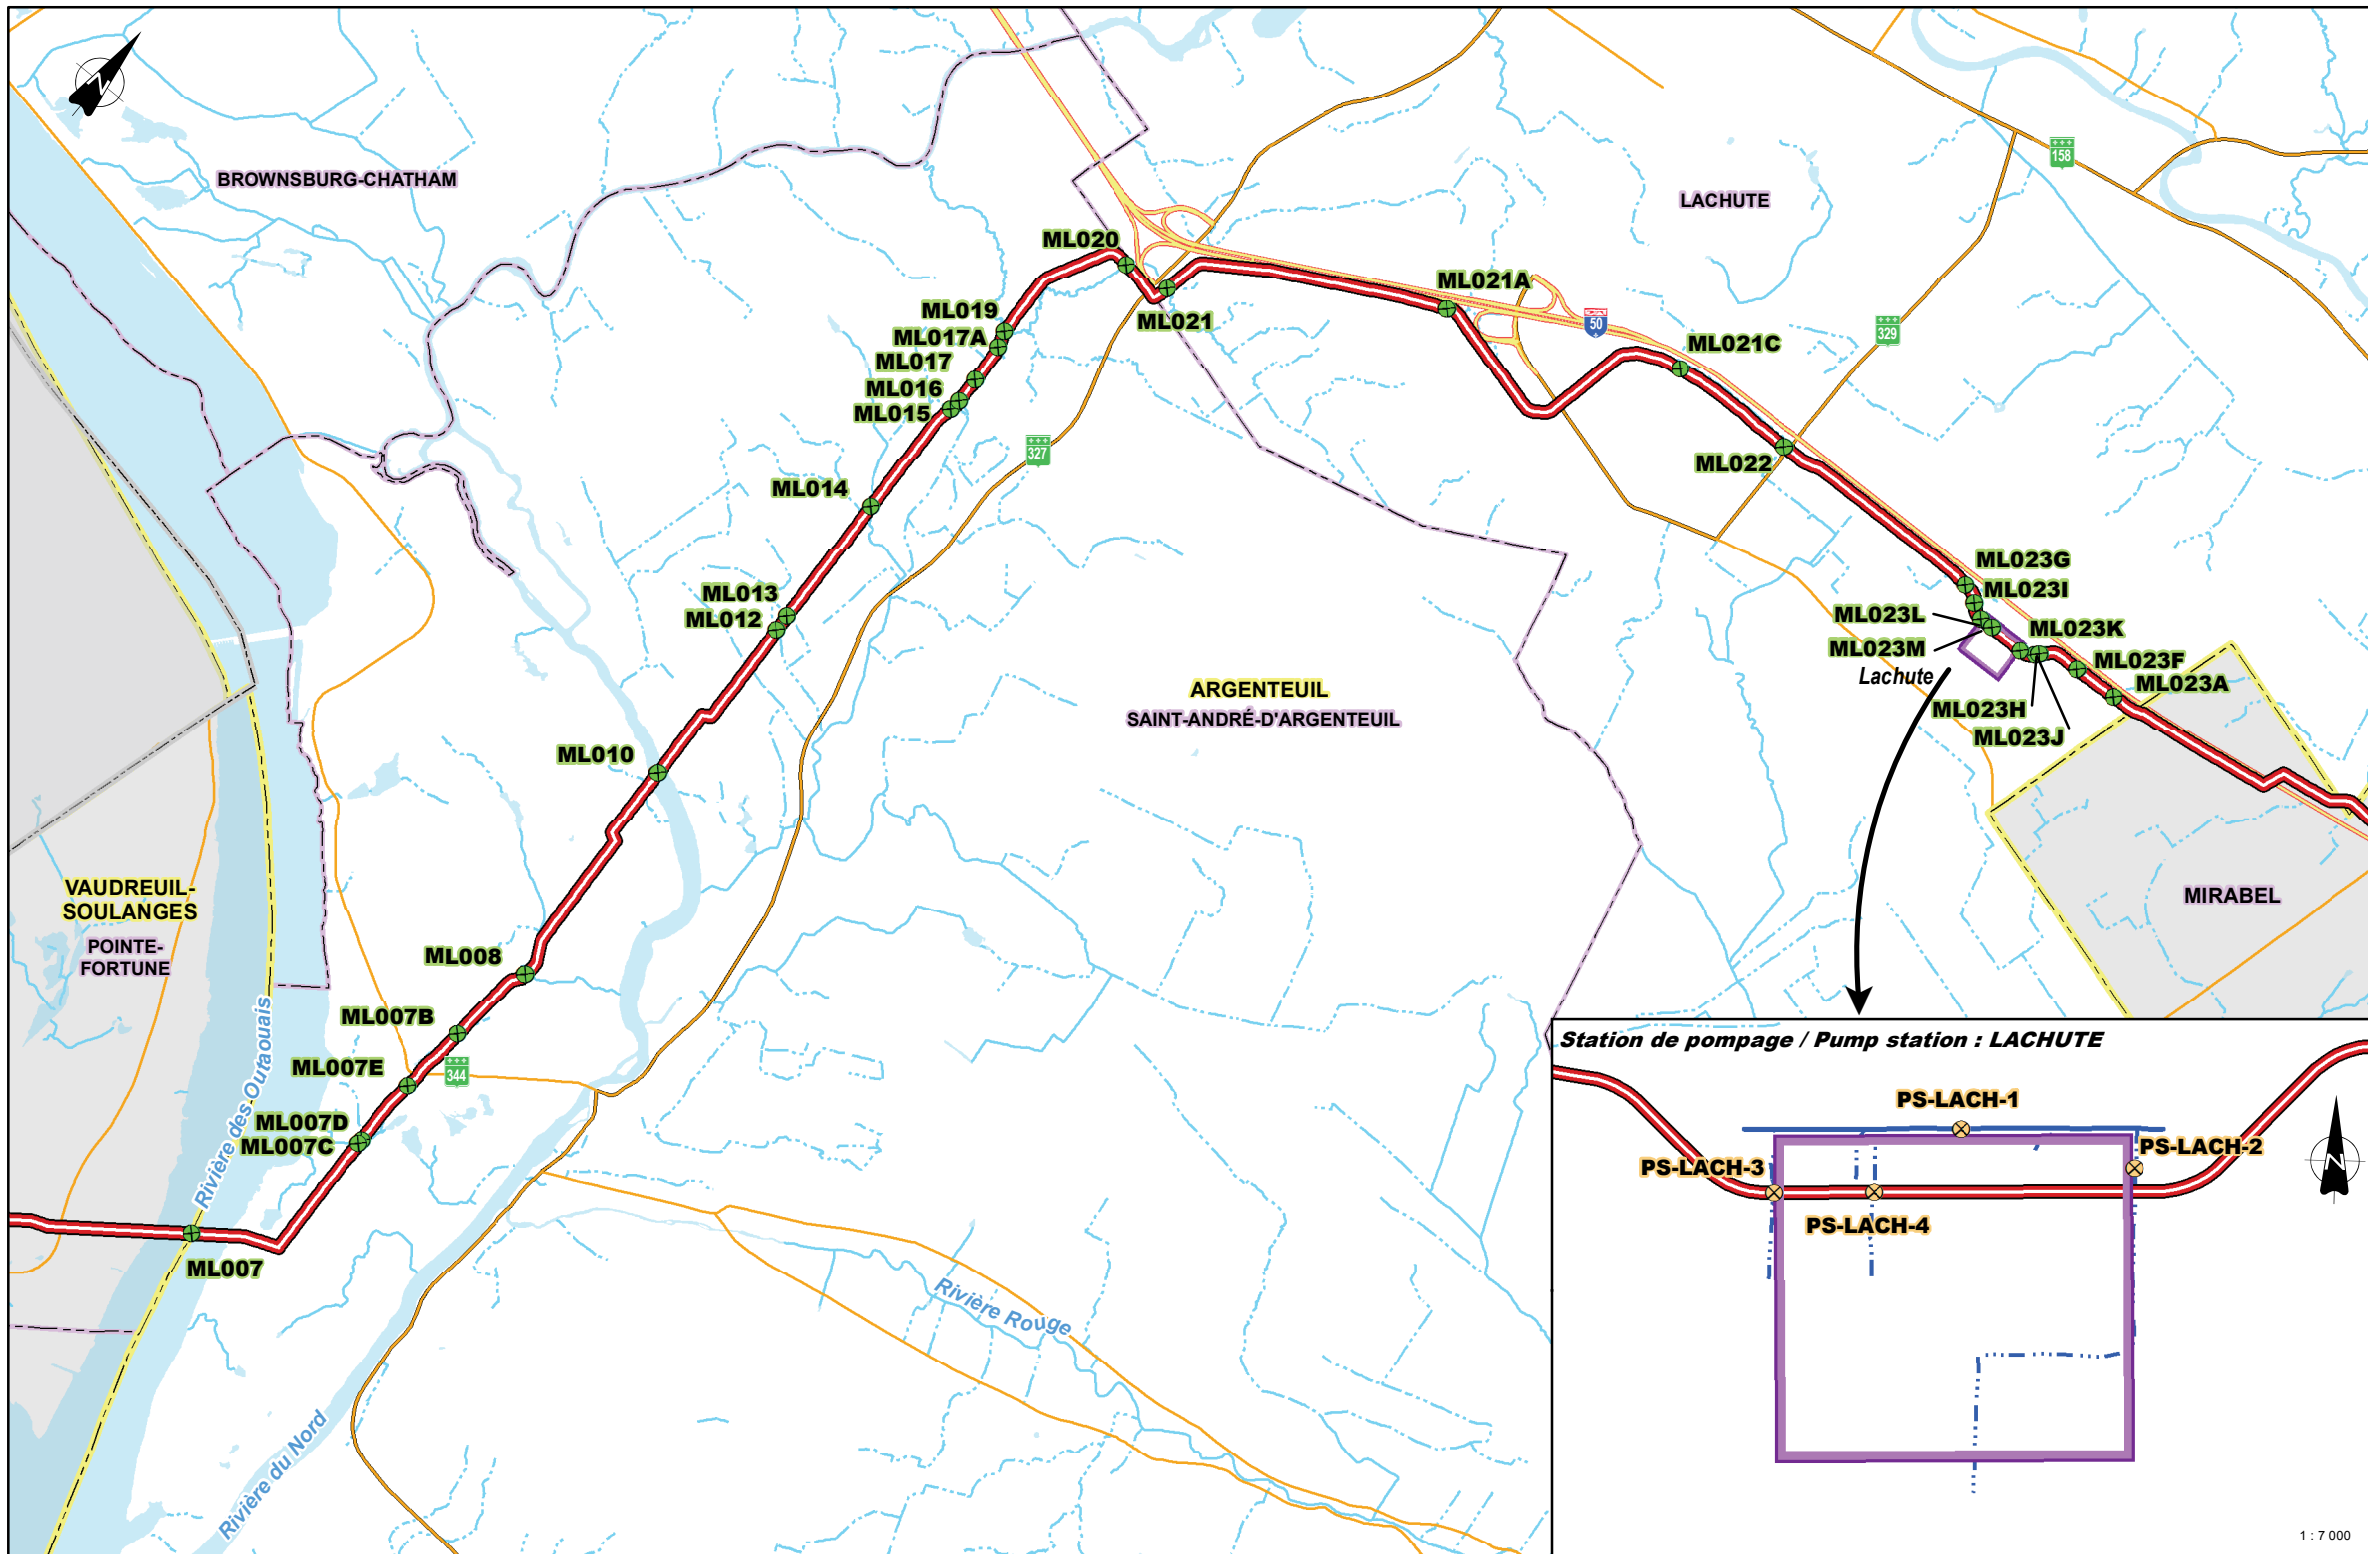 N
BROWNSBURG-CHATHAM
158
LACHUTE
ML020
ML021A
ML019
ML021
50
329
ML017A
ML021C
ML017
ML016
ML015
327
ML022
ML014
ML023G
ML023I
ML013
ML012
ML023L
ML023K
ML023M
ML023F
Lachute
ML023A
ARGENTEUIL
SAINT-ANDRÉ-D'ARGENTEUIL
ML023H
ML023J
ML010
VAUDREUIL-
SOULANGES
MIRABEL
POINTE-
FORTUNE
ML008
ML007B
ML007E
344
Rivière des Outaouais
ML007D
ML007C
ML007
Rivière Rouge
Rivière du Nord
Station de pompage / Pump station : LACHUTE
PS-LACH-1
PS-LACH-2
PS-LACH-3
N
PS-LACH-4
1 : 7 000